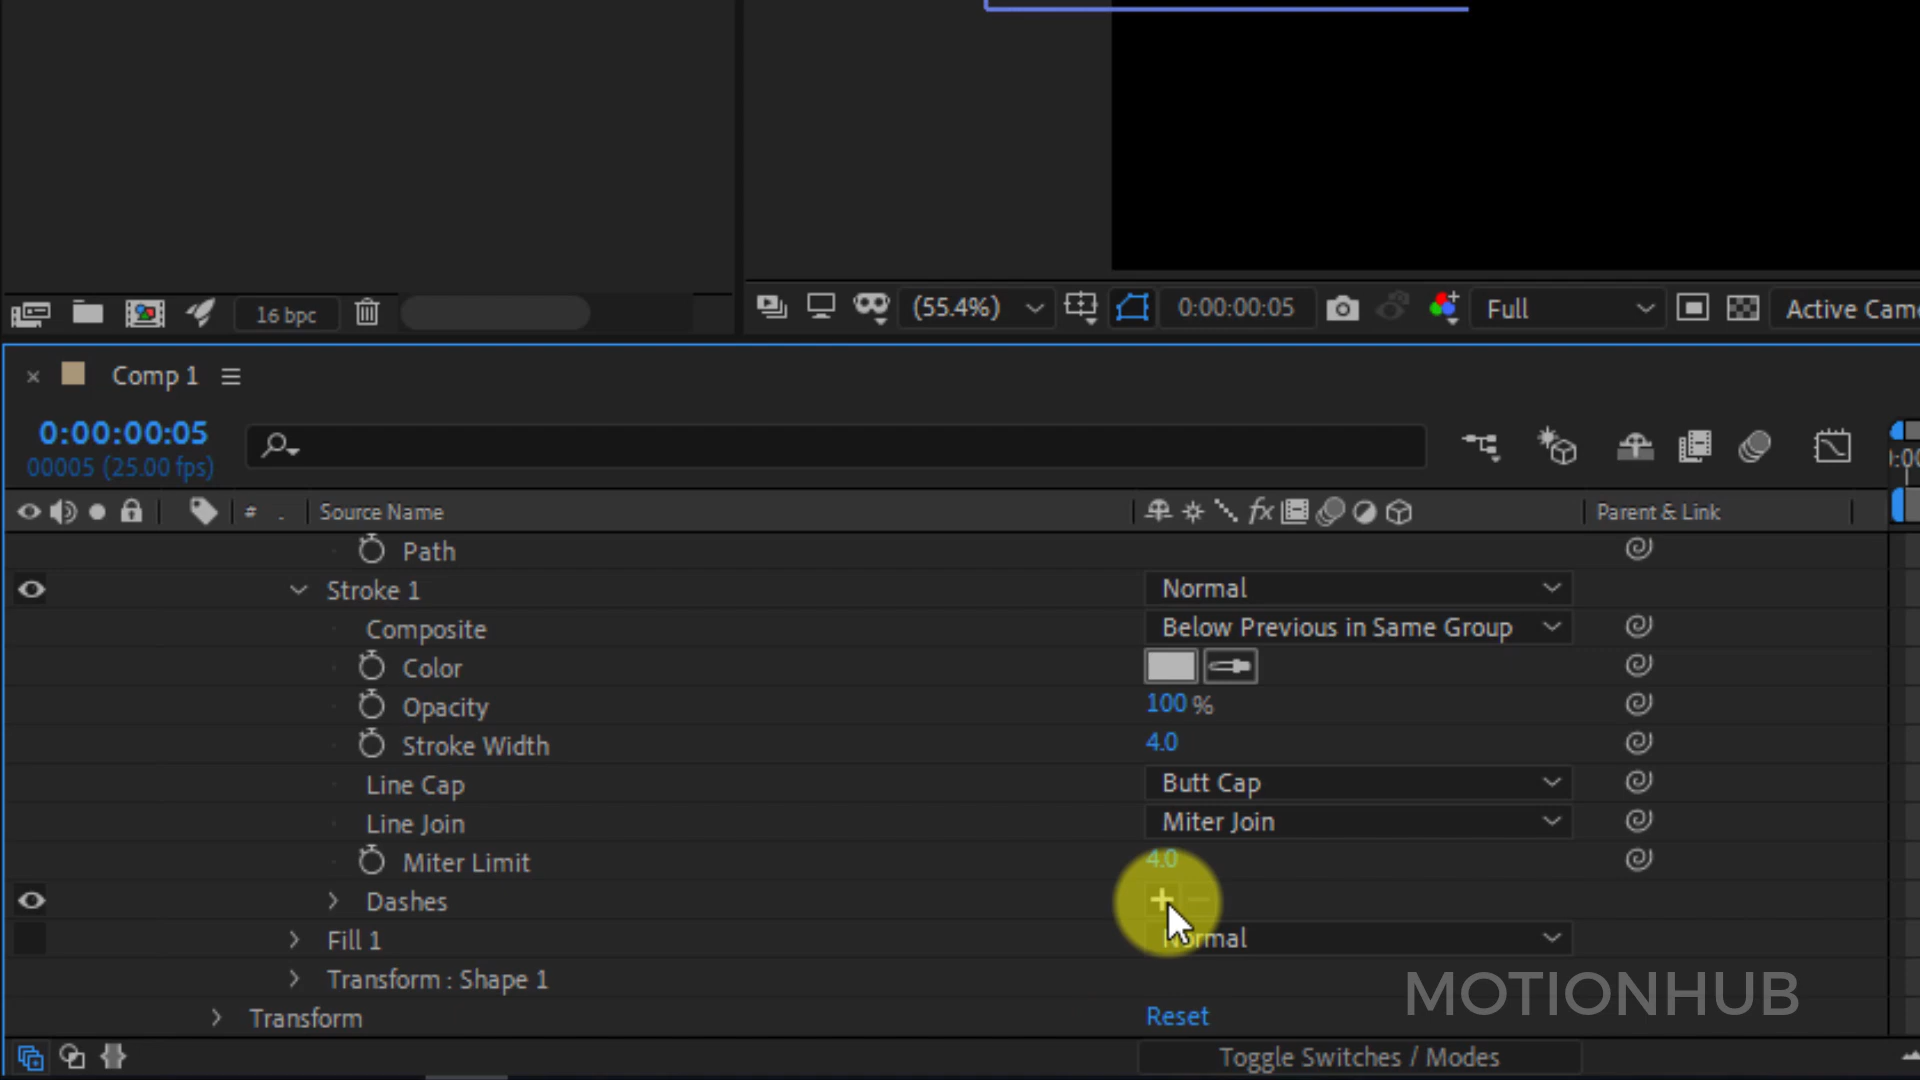 16 bpc
(55.4%)
0:00:00:05
Full
Active Came
Comp 1
0:00:00:05
00005 (25.00 fps)
# . Source Name
fx
Parent & Link
Path
Stroke 1
Normal
Composite
Below Previous in Same Group
Color
Opacity
100 %
Stroke Width
4.0
Line Cap
Butt Cap
Line Join
Miter Join
Miter Limit
4.0
Dashes
+ −
Fill 1
Normal
Transform : Shape 1
MOTIONHUB
Transform
Reset
Toggle Switches / Modes